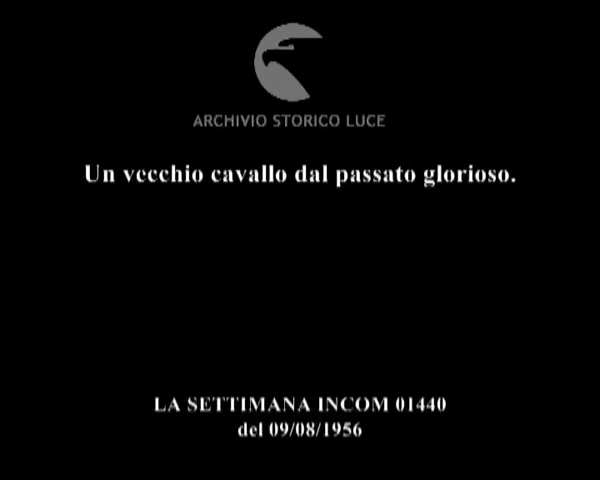 ARCHIVIO STORICO LUCE
Un vecchio cavallo dal passato glorioso.
LA SETTIMANA INCOM 01440
del 09/08/1956